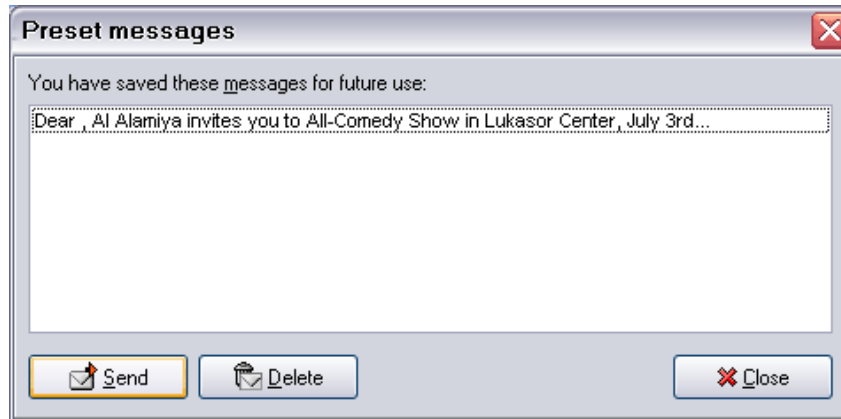 Preset messages
You have saved these messages for future use:
Dear , Al Alamiya invites you to All-Comedy Show in Lukasor Center, July 3rd...
Send
Delete
Close